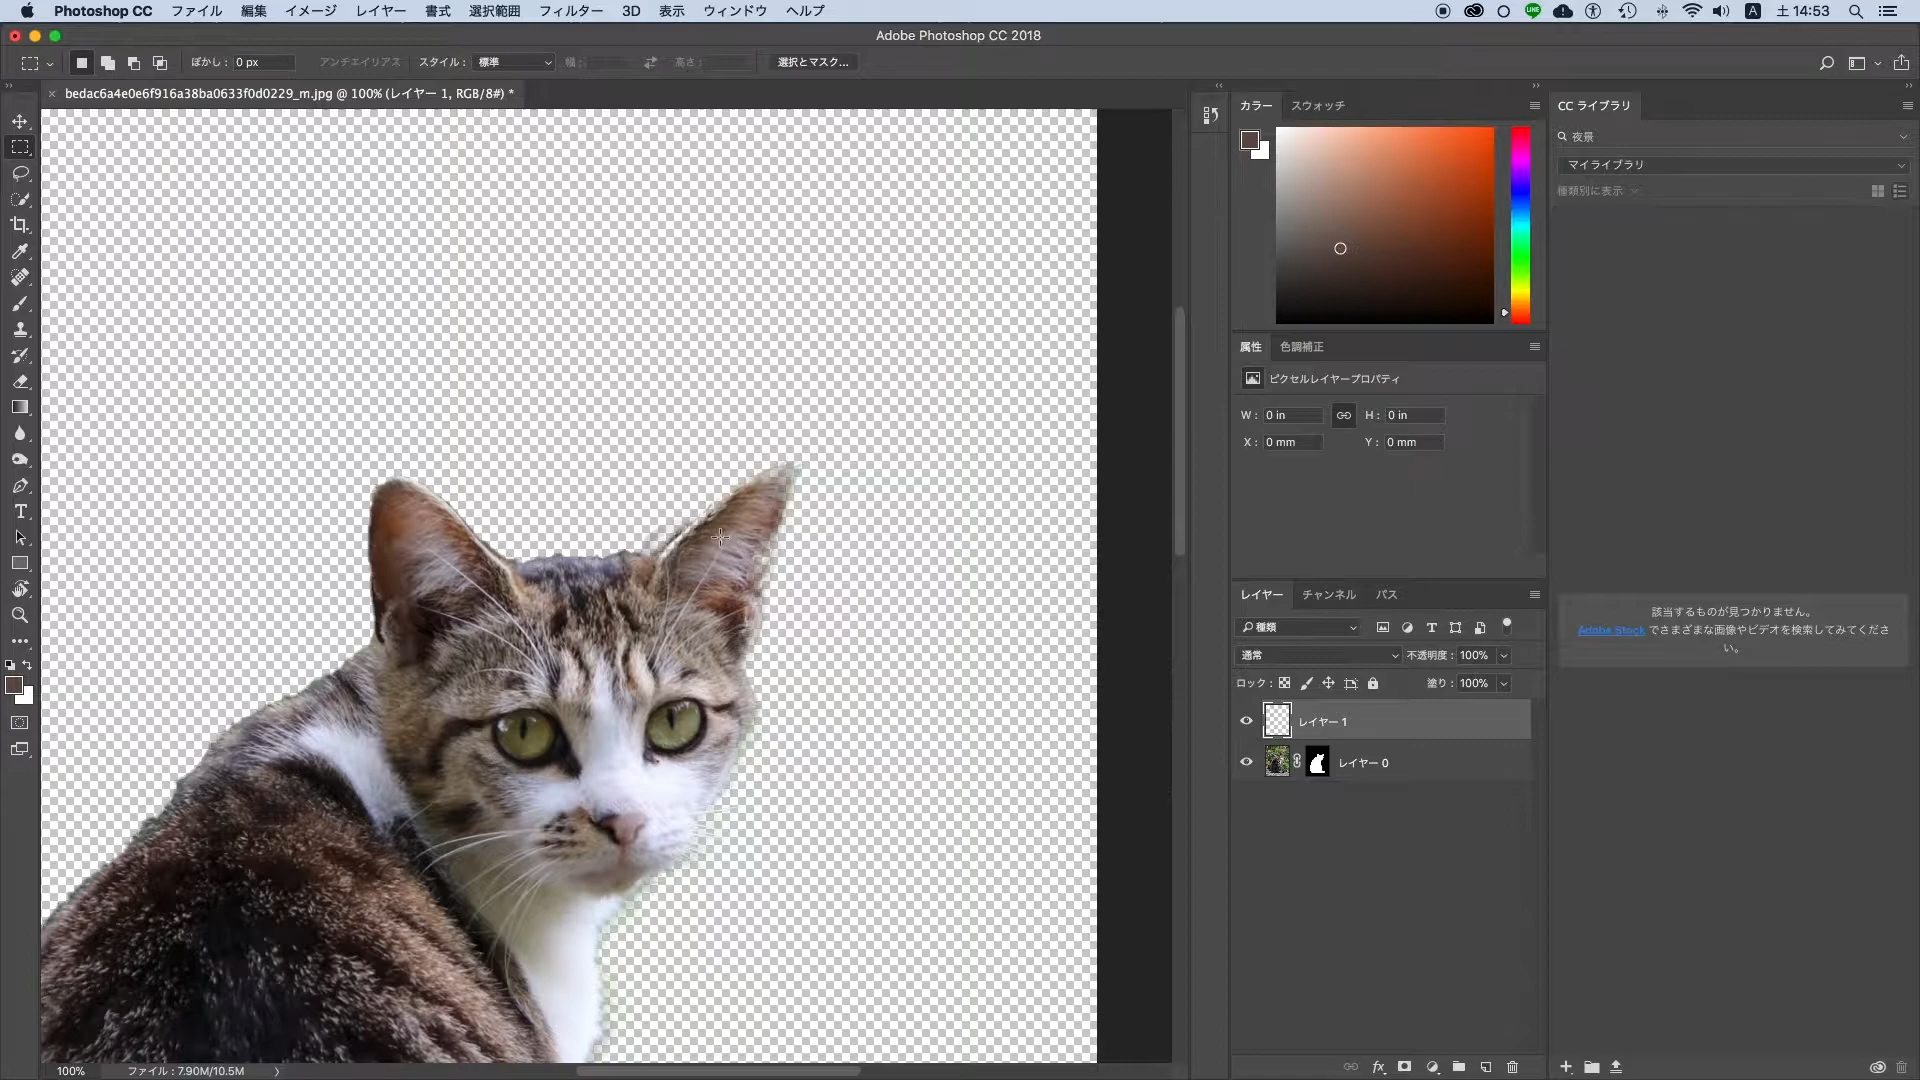 Photoshop CC ファイル 編集 イメージ レイヤー 書式 選択範囲 フィルター 3D 表示 ウィンドウ ヘルプ
LINE A 土 14:53
Adobe Photoshop CC 2018
ぼかし : 0 px アンチエイリアス スタイル : 標準 幅 : 高さ : 選択とマスク...
bedac6a4e0e6f916a38ba0633f0d0229_m.jpg @ 100% (レイヤー 1, RGB/8#) *
カラー スウォッチ
CC ライブラリ
夜景
マイライブラリ
種類別に表示
属性 色調補正
ピクセルレイヤープロパティ
W : 0 in H : 0 in
X : 0 mm Y : 0 mm
レイヤー チャンネル パス
種類
通常 不透明度 : 100%
ロック : 塗り : 100%
レイヤー 1
レイヤー 0
該当するものが見つかりません。
Adobe Stock でさまざまな画像やビデオを検索してみてくださ
い。
T
fx
100% ファイル : 7.90M/10.5M